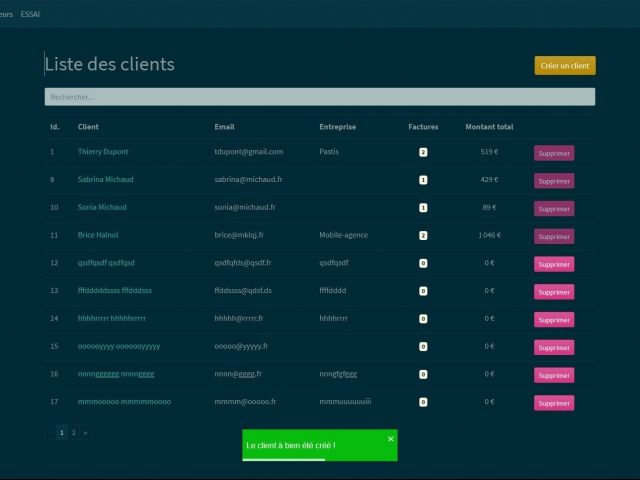 eurs ESSAI
Liste des clients
Créer un client
Rechercher...
Id. Client Email Entreprise Factures Montant total
1 Thierry Dupont tdupont@gmail.com Pastis 2 519 € Supprimer
8 Sabrina Michaud sabrina@michaud.fr 1 429 € Supprimer
10 Sonia Michaud sonia@michaud.fr 1 89 € Supprimer
11 Brice Halnol brice@mklqj.fr Mobile-agence 2 1 046 € Supprimer
12 qsdfqsdf qsdfqsd qsdfqfds@qsdf.fr qsdfqsdf 0 0 € Supprimer
13 fffdddddssss fffdddsss ffddssss@qdsf.ds ffffdddd 0 0 € Supprimer
14 hhhhrrrrr hhhhhrrrrr hhhhh@rrrrr.fr hhhhrrrr 0 0 € Supprimer
15 oooooyyyy oooooooyyyyy ooooo@yyyyy.fr 0 0 € Supprimer
16 nnnngggggg nnnngggg nnnn@gggg.fr nnngfgfggg 0 0 € Supprimer
17 mmmooooo mmmmmoooo mmmm@ooooo.fr mmmuuuuuuiii 0 0 € Supprimer
1 2 »
Le client à bien été créé ! ×